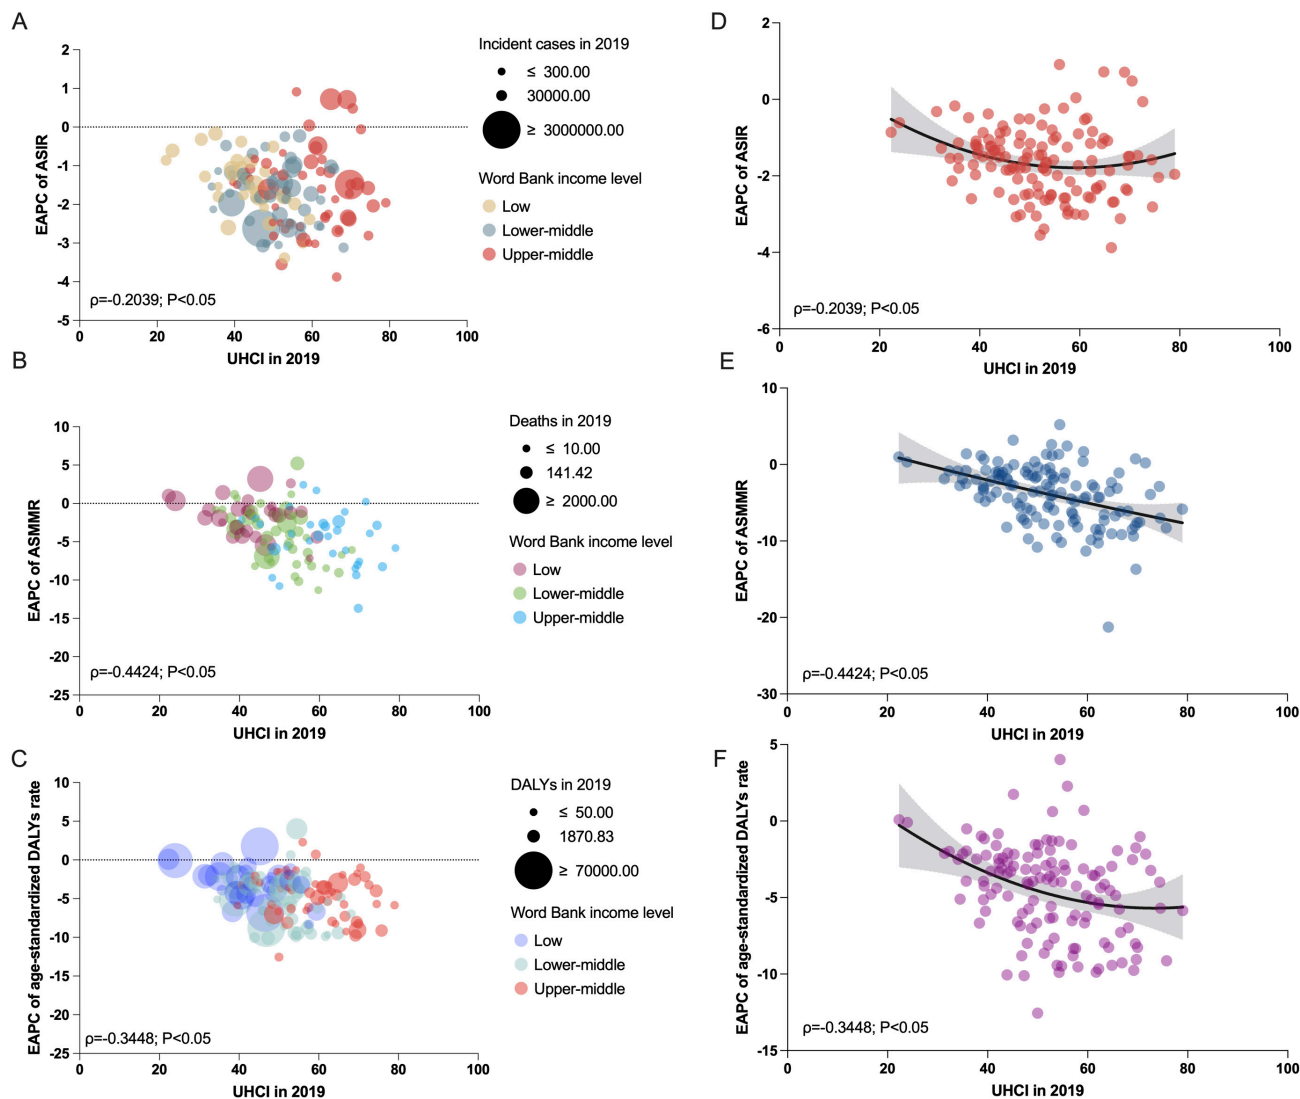 A
2
1
0
-1
-2
-3
-4
-5
EAPC of ASIR
ρ=-0.2039; P<0.05
0 20 40 60 80 100
UHCI in 2019
Incident cases in 2019
≤ 300.00
30000.00
≥ 3000000.00
Word Bank income level
Low
Lower-middle
Upper-middle
D
2
0
-2
-4
-6
EAPC of ASIR
ρ=-0.2039; P<0.05
0 20 40 60 80 100
UHCI in 2019
B
10
5
0
-5
-10
-15
-20
-25
EAPC of ASMMR
ρ=-0.4424; P<0.05
0 20 40 60 80 100
UHCI in 2019
Deaths in 2019
≤ 10.00
141.42
≥ 2000.00
Word Bank income level
Low
Lower-middle
Upper-middle
E
10
0
-10
-20
-30
EAPC of ASMMR
ρ=-0.4424; P<0.05
0 20 40 60 80 100
UHCI in 2019
C
10
5
0
-5
-10
-15
-20
-25
EAPC of age-standardized DALYs rate
ρ=-0.3448; P<0.05
0 20 40 60 80 100
UHCI in 2019
DALYs in 2019
≤ 50.00
1870.83
≥ 70000.00
Word Bank income level
Low
Lower-middle
Upper-middle
F
5
0
-5
-10
-15
EAPC of age-standardized DALYs rate
ρ=-0.3448; P<0.05
0 20 40 60 80 100
UHCI in 2019